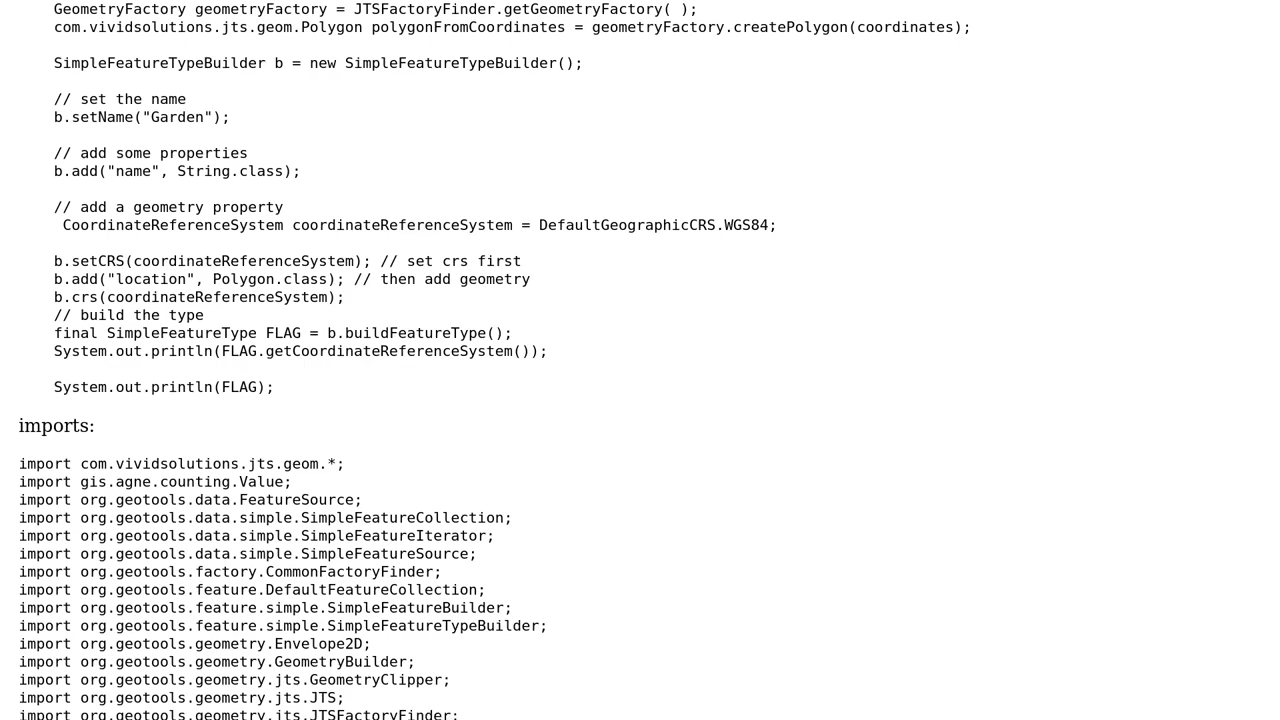 GeometryFactory geometryFactory = JTSFactoryFinder.getGeometryFactory( );
com.vividsolutions.jts.geom.Polygon polygonFromCoordinates = geometryFactory.createPolygon(coordinates);
SimpleFeatureTypeBuilder b = new SimpleFeatureTypeBuilder();
// set the name
b.setName("Garden");
// add some properties
b.add("name", String.class);
// add a geometry property
CoordinateReferenceSystem coordinateReferenceSystem = DefaultGeographicCRS.WGS84;
b.setCRS(coordinateReferenceSystem); // set crs first
b.add("location", Polygon.class); // then add geometry
b.crs(coordinateReferenceSystem);
// build the type
final SimpleFeatureType FLAG = b.buildFeatureType();
System.out.println(FLAG.getCoordinateReferenceSystem());
System.out.println(FLAG);
imports:
import com.vividsolutions.jts.geom.*;
import gis.agne.counting.Value;
import org.geotools.data.FeatureSource;
import org.geotools.data.simple.SimpleFeatureCollection;
import org.geotools.data.simple.SimpleFeatureIterator;
import org.geotools.data.simple.SimpleFeatureSource;
import org.geotools.factory.CommonFactoryFinder;
import org.geotools.feature.DefaultFeatureCollection;
import org.geotools.feature.simple.SimpleFeatureBuilder;
import org.geotools.feature.simple.SimpleFeatureTypeBuilder;
import org.geotools.geometry.Envelope2D;
import org.geotools.geometry.GeometryBuilder;
import org.geotools.geometry.jts.GeometryClipper;
import org.geotools.geometry.jts.JTS;
import org.geotools.geometry.jts.JTSFactoryFinder;